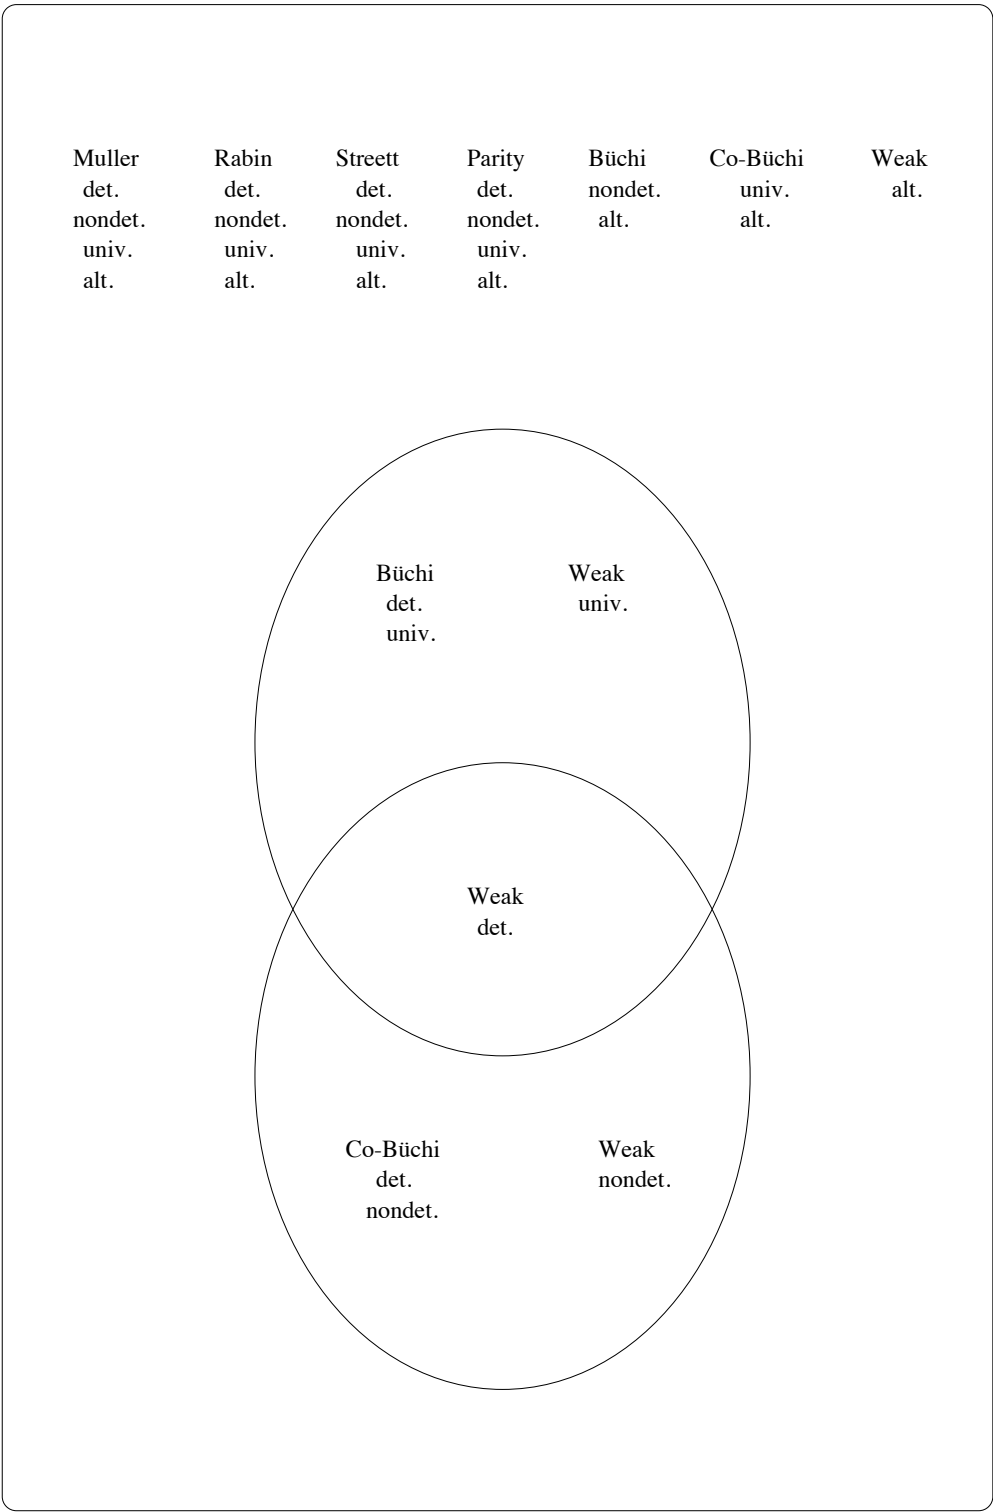 Muller Rabin Streett Parity Büchi Co-Büchi Weak
det. det. det. det. nondet. univ. alt.
nondet. nondet. nondet. nondet. alt. alt.
univ. univ. univ. univ.
alt. alt. alt. alt.
Büchi Weak
det. univ.
univ.
Weak
det.
Co-Büchi Weak
det. nondet.
nondet.